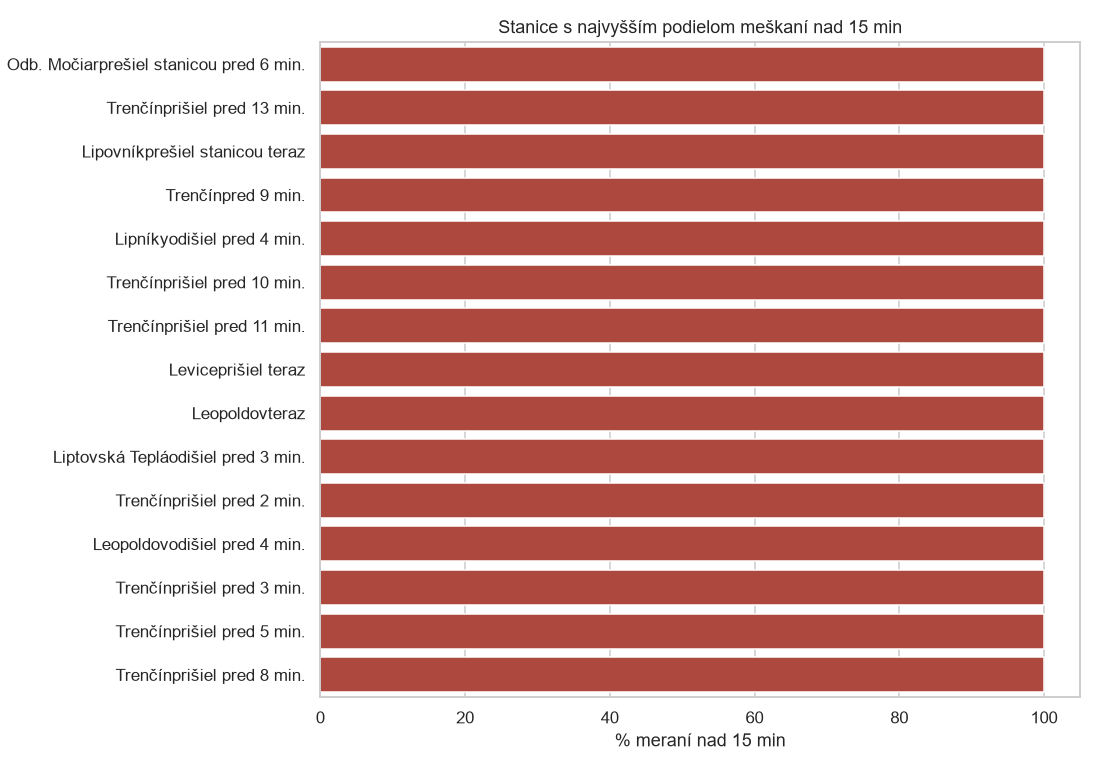 Stanice s najvyšším podielom meškaní nad 15 min
Odb. Močiarprešiel stanicou pred 6 min.
Trenčínprišiel pred 13 min.
Lipovníkprešiel stanicou teraz
Trenčínpred 9 min.
Lipníkyodišiel pred 4 min.
Trenčínprišiel pred 10 min.
Trenčínprišiel pred 11 min.
Leviceprišiel teraz
Leopoldovteraz
Liptovská Tepláodišiel pred 3 min.
Trenčínprišiel pred 2 min.
Leopoldovodišiel pred 4 min.
Trenčínprišiel pred 3 min.
Trenčínprišiel pred 5 min.
Trenčínprišiel pred 8 min.
0 20 40 60 80 100
% meraní nad 15 min